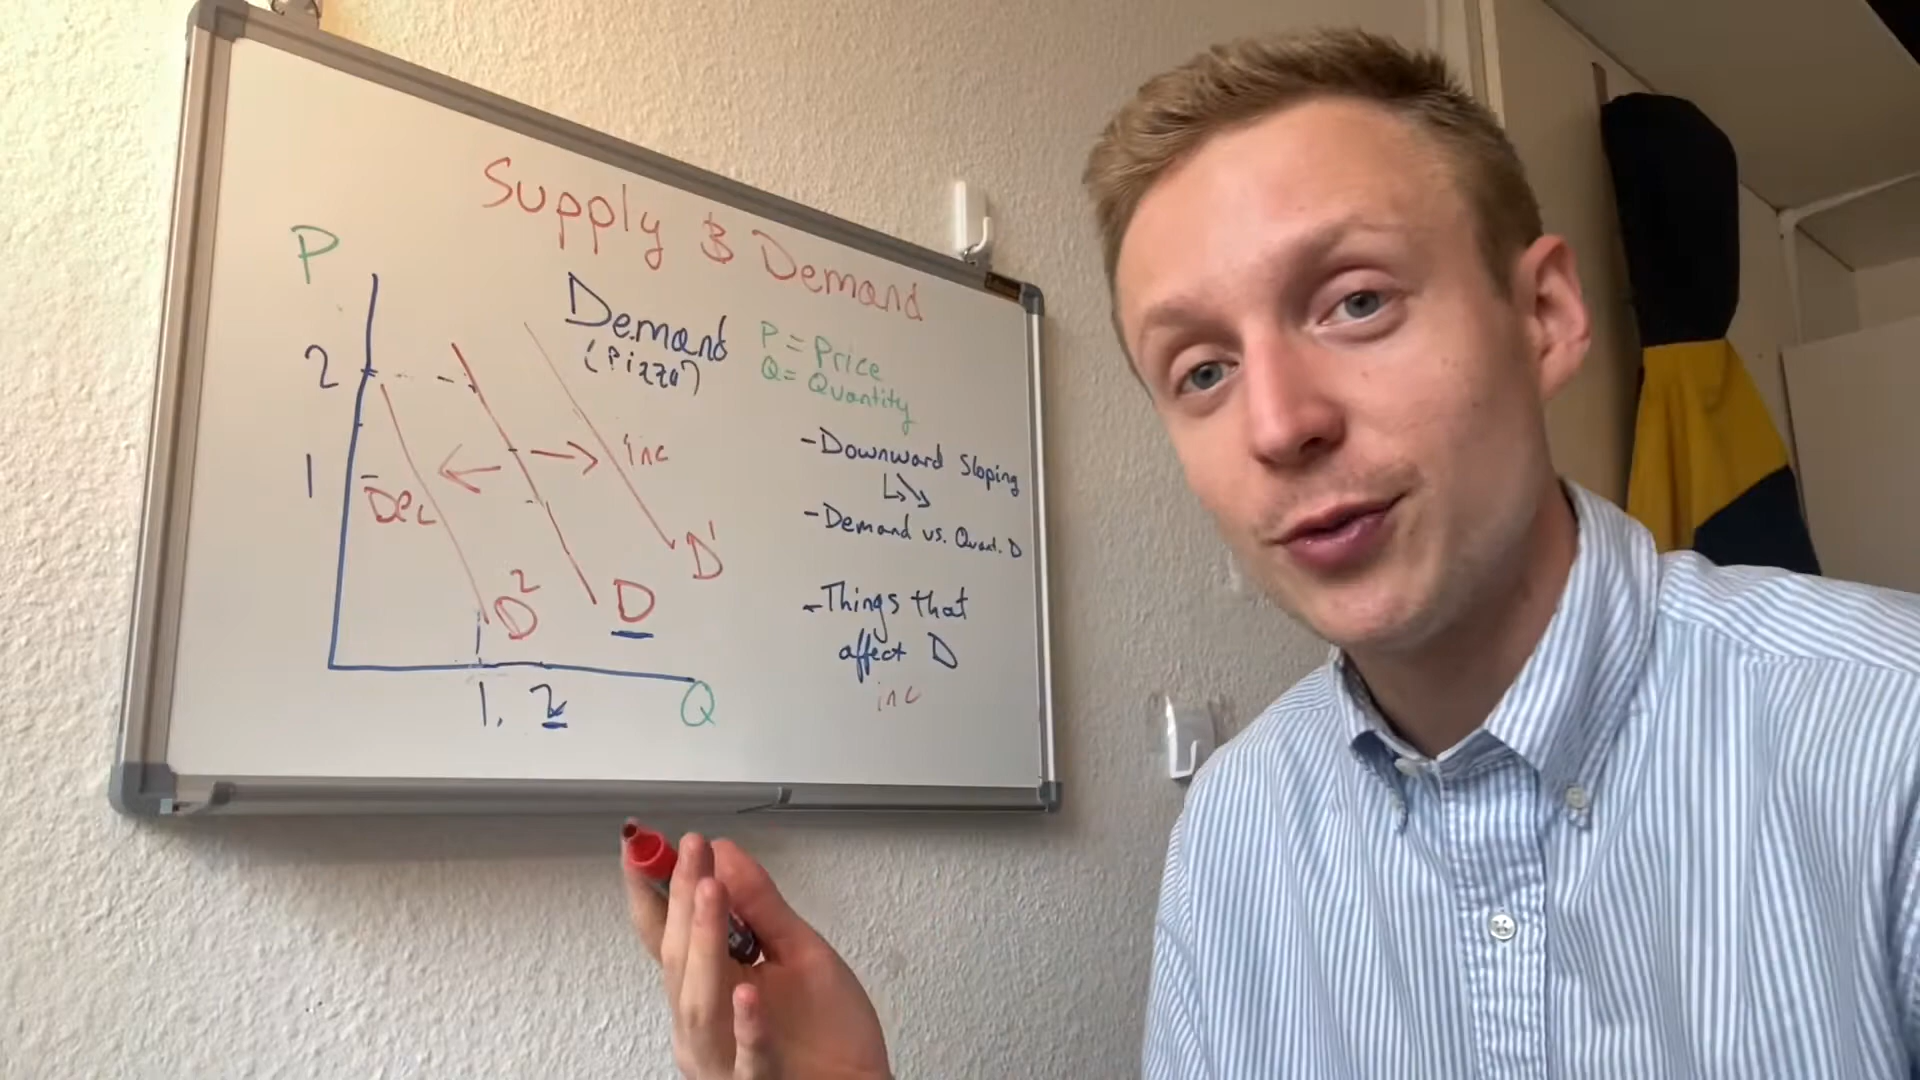 Supply & Demand
P
Demand
(Pizza)
P = Price
Q = Quantity
2
1
inc
Dec
D¹
D²
D
1, 2
Q
- Downward Sloping
- Demand vs. Quant. D
- Things that
affect D
inc